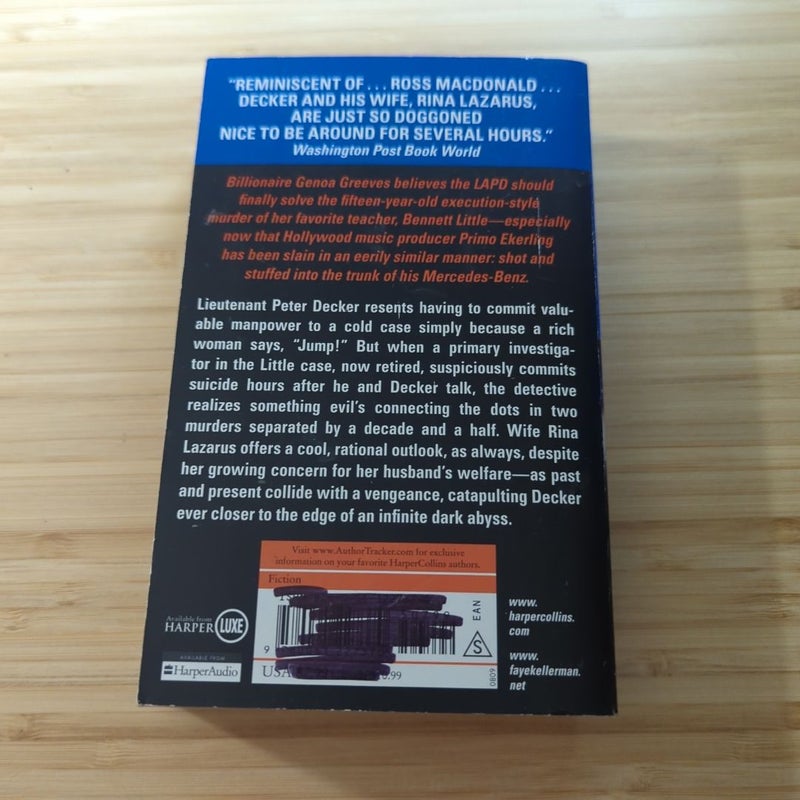 "REMINISCENT OF... ROSS MACDONALD...
DECKER AND HIS WIFE, RINA LAZARUS,
ARE JUST SO DOGGONED
NICE TO BE AROUND FOR SEVERAL HOURS."
Washington Post Book World
Billionaire Genoa Greeves believes the LAPD should
finally solve the fifteen-year-old execution-style
murder of her favorite teacher, Bennett Little—especially
now that Hollywood music producer Primo Ekerling
has been slain in an eerily similar manner: shot and
stuffed into the trunk of his Mercedes-Benz.
Lieutenant Peter Decker resents having to commit valu-
able manpower to a cold case simply because a rich
woman says, "Jump!" But when a primary investiga-
tor in the Little case, now retired, suspiciously commits
suicide hours after he and Decker talk, the detective
realizes something evil's connecting the dots in two
murders separated by a decade and a half. Wife Rina
Lazarus offers a cool, rational outlook, as always, despite
her growing concern for her husband's welfare—as past
and present collide with a vengeance, catapulting Decker
ever closer to the edge of an infinite dark abyss.
Visit www.AuthorTracker.com for exclusive
information on your favorite HarperCollins authors.
Fiction
EAN
S
9
USA
.99
0809
Available from
HARPER LUXE
AVAILABLE FROM
HarperAudio
www.
harpercollins.
com
www.
fayekellerman.
net